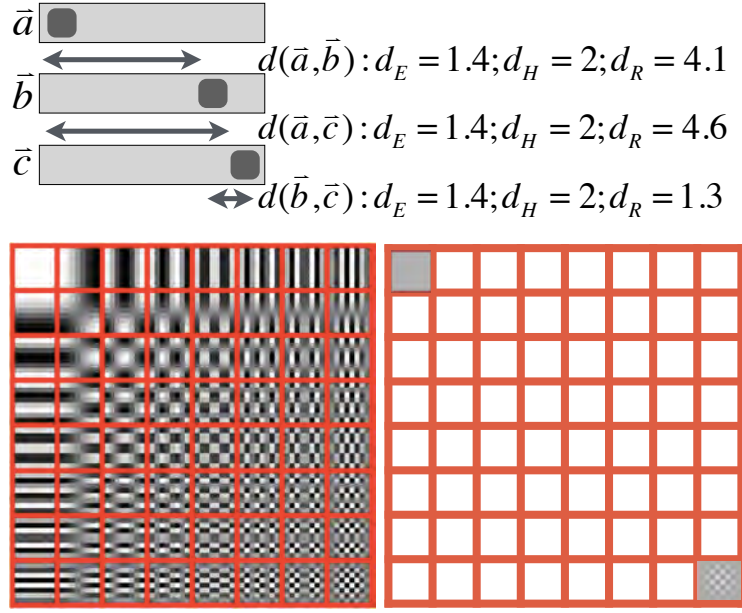 a⃗
d(a⃗,b⃗):d_E = 1.4;d_H = 2;d_R = 4.1
b⃗
d(a⃗,c⃗):d_E = 1.4;d_H = 2;d_R = 4.6
c⃗
d(b⃗,c⃗):d_E = 1.4;d_H = 2;d_R = 1.3